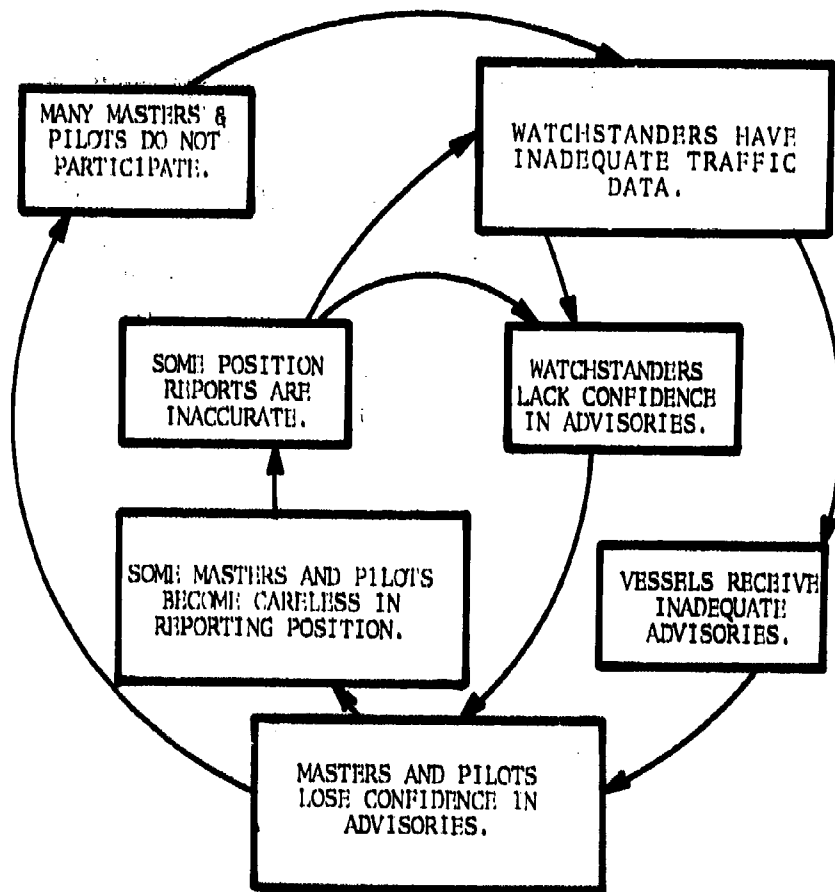 MANY MASTERS &
PILOTS DO NOT
PARTICIPATE.
WATCHSTANDERS HAVE
INADEQUATE TRAFFIC
DATA.
SOME POSITION
REPORTS ARE
INACCURATE.
WATCHSTANDERS
LACK CONFIDENCE
IN ADVISORIES.
SOME MASTERS AND PILOTS
BECOME CARELESS IN
REPORTING POSITION.
VESSELS RECEIVE
INADEQUATE
ADVISORIES.
MASTERS AND PILOTS
LOSE CONFIDENCE IN
ADVISORIES.